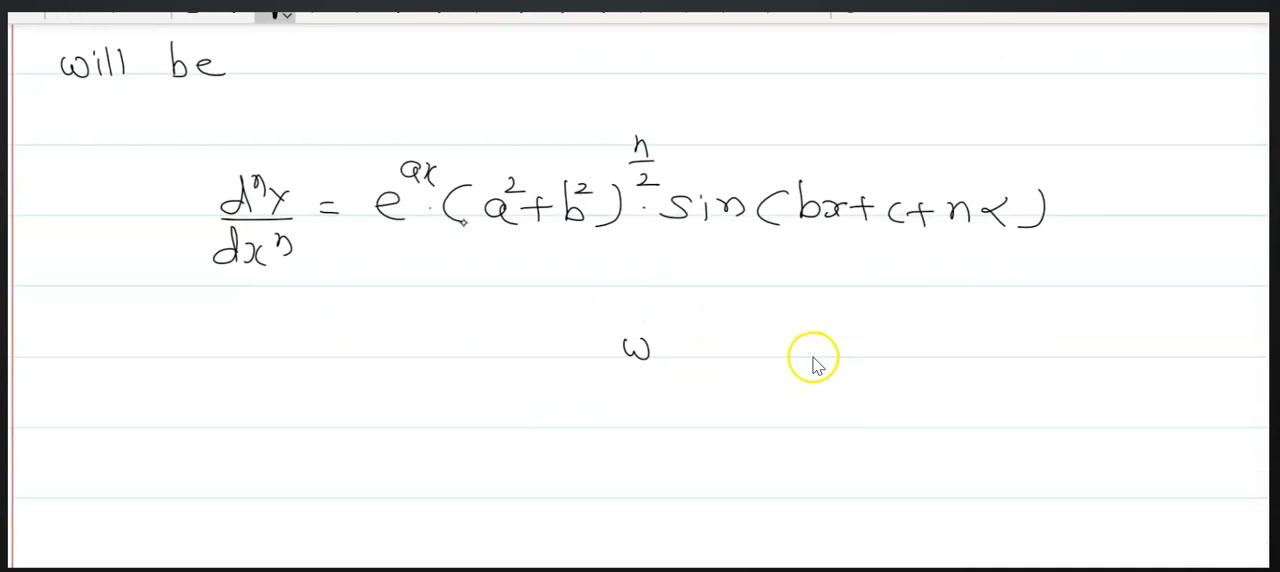 will be
dⁿy/dxⁿ = e^ax · (a²+b²)^n/2 · sin(bx+c+nα)
w